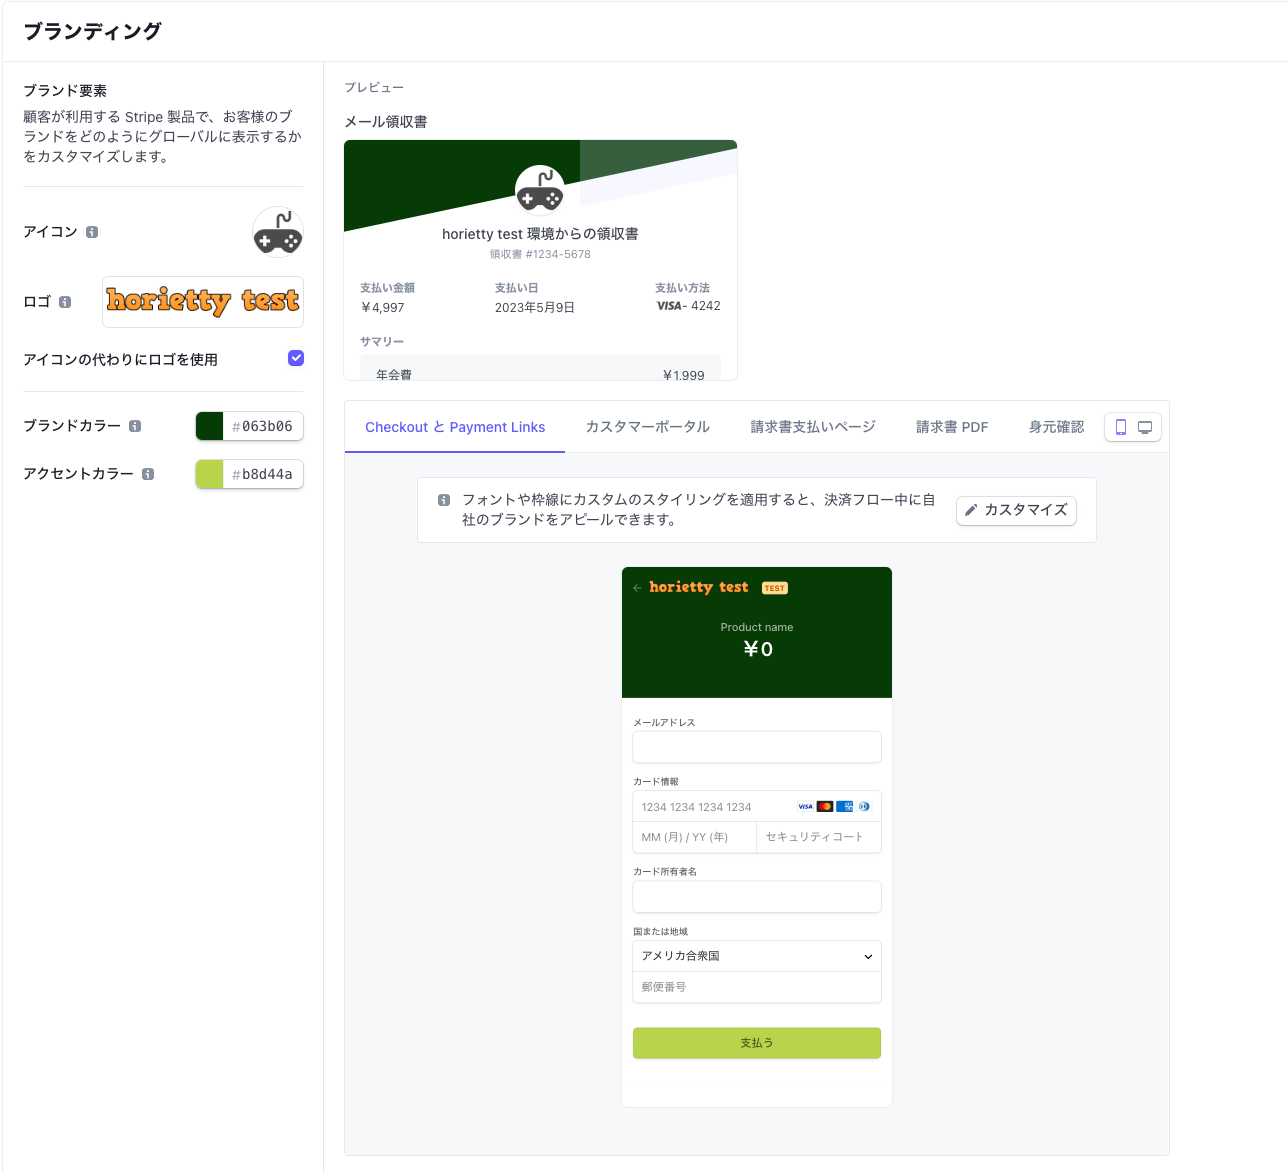 ブランディング
ブランド要素
顧客が利用する Stripe 製品で、お客様のブ
ランドをどのようにグローバルに表示するか
をカスタマイズします。
アイコン
ロゴ
horietty test
アイコンの代わりにロゴを使用
ブランドカラー
#063b06
アクセントカラー
#b8d44a
プレビュー
メール領収書
horietty test 環境からの領収書
領収書 #1234-5678
支払い金額 支払い日 支払い方法
¥4,997 2023年5月9日 VISA - 4242
サマリー
年会費 ¥1,999
Checkout と Payment Links カスタマーポータル 請求書支払いページ 請求書 PDF 身元確認
フォントや枠線にカスタムのスタイリングを適用すると、決済フロー中に自
社のブランドをアピールできます。
カスタマイズ
horietty test TEST
Product name
¥0
メールアドレス
カード情報
1234 1234 1234 1234 VISA
MM (月) / YY (年) セキュリティコート
カード所有者名
国または地域
アメリカ合衆国
郵便番号
支払う